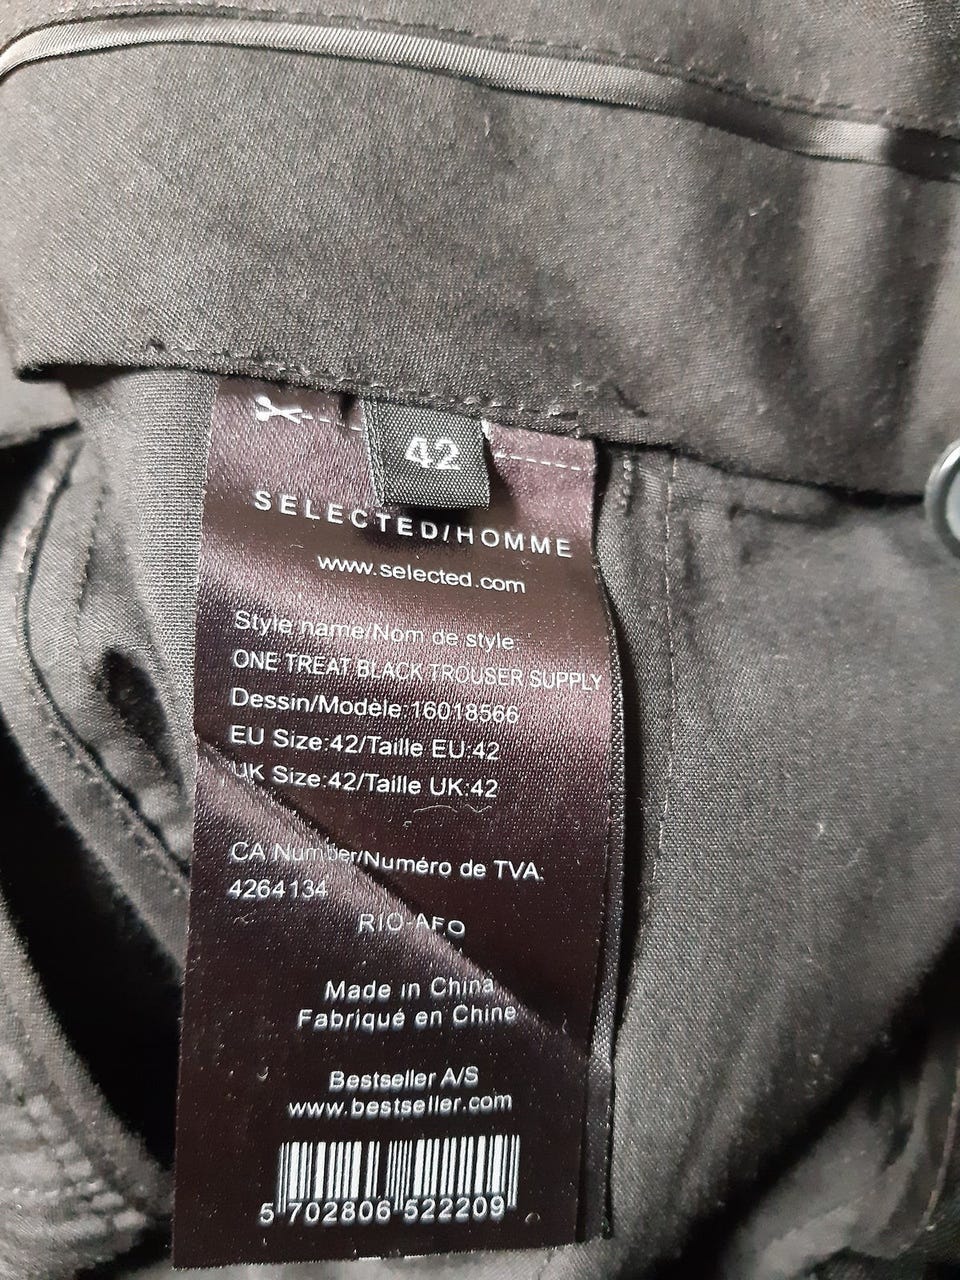 42
SELECTED/HOMME
www.selected.com
Style name/Nom de style:
ONE TREAT BLACK TROUSER SUPPLY
Dessin/Modèle:16018566
EU Size:42/Taille EU:42
UK Size:42/Taille UK:42
CA Number/Numéro de TVA:
4264134
RIO-AFO
Made in China
Fabriqué en Chine
Bestseller A/S
www.bestseller.com
5 702806 522209